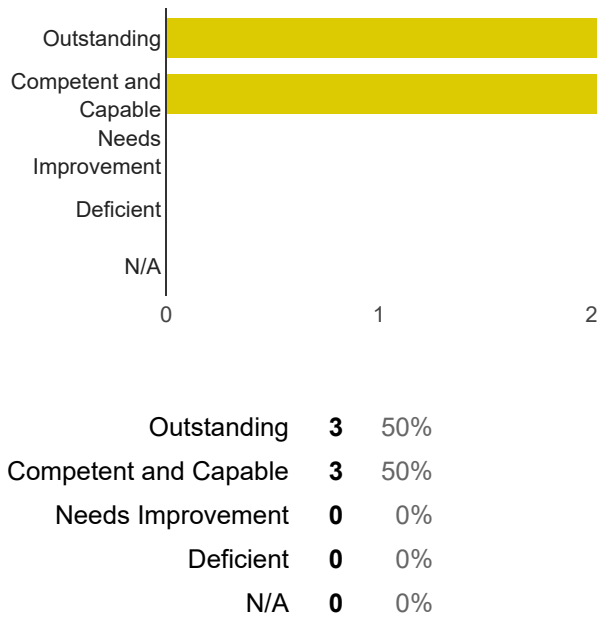 Outstanding
Competent and
Capable
Needs
Improvement
Deficient
N/A
0 1 2
Outstanding 3 50%
Competent and Capable 3 50%
Needs Improvement 0 0%
Deficient 0 0%
N/A 0 0%